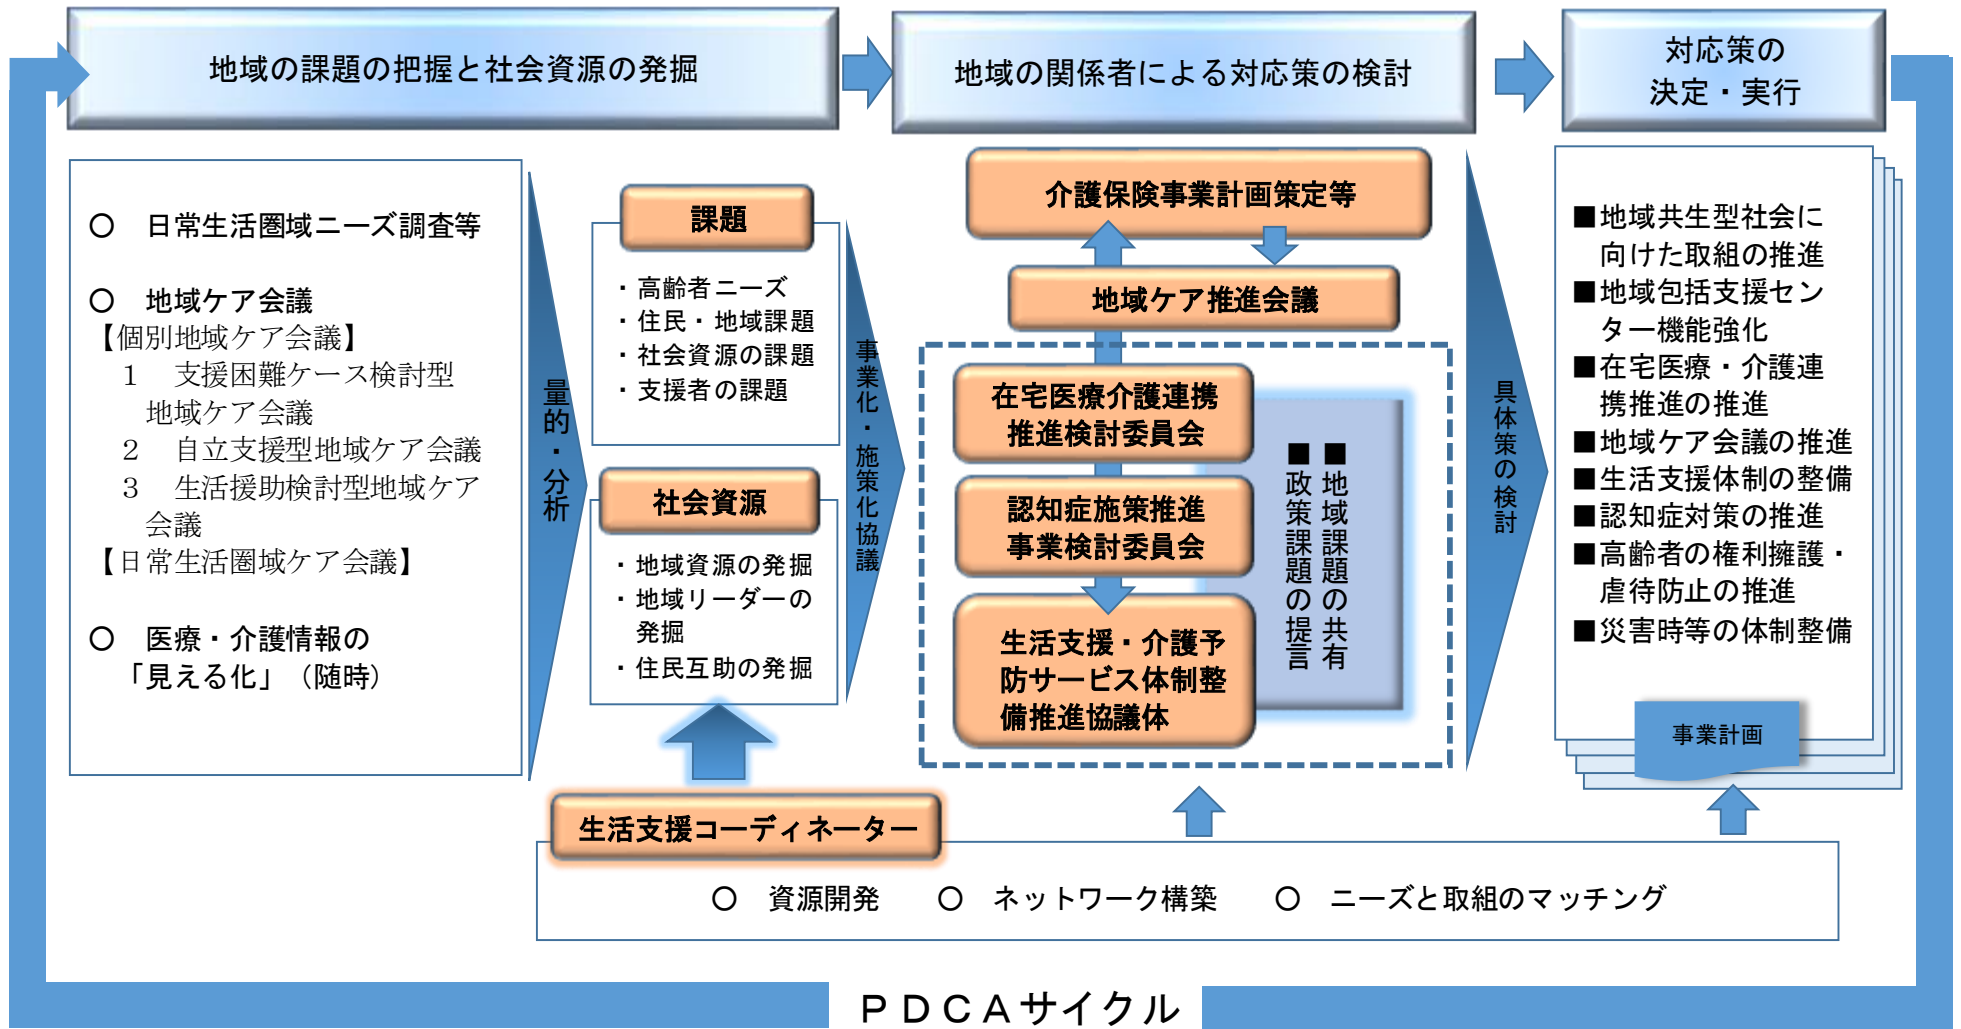 地域の課題の把握と社会資源の発掘
地域の関係者による対応策の検討
対応策の
決定・実行
○　日常生活圏域ニーズ調査等
○　地域ケア会議
【個別地域ケア会議】
１　支援困難ケース検討型
地域ケア会議
２　自立支援型地域ケア会議
３　生活援助検討型地域ケア
会議
【日常生活圏域ケア会議】
○　医療・介護情報の
「見える化」（随時）
量的・分析
課題
・高齢者ニーズ
・住民・地域課題
・社会資源の課題
・支援者の課題
社会資源
・地域資源の発掘
・地域リーダーの
発掘
・住民互助の発掘
事業化・施策化協議
介護保険事業計画策定等
地域ケア推進会議
在宅医療介護連携
推進検討委員会
認知症施策推進
事業検討委員会
生活支援・介護予
防サービス体制整
備推進協議体
■地域課題の共有
■政策課題の提言
具体策の検討
■地域共生型社会に
向けた取組の推進
■地域包括支援セン
ター機能強化
■在宅医療・介護連
携推進の推進
■地域ケア会議の推進
■生活支援体制の整備
■認知症対策の推進
■高齢者の権利擁護・
虐待防止の推進
■災害時等の体制整備
事業計画
生活支援コーディネーター
○　資源開発　○　ネットワーク構築　○　ニーズと取組のマッチング
ＰＤＣＡサイクル